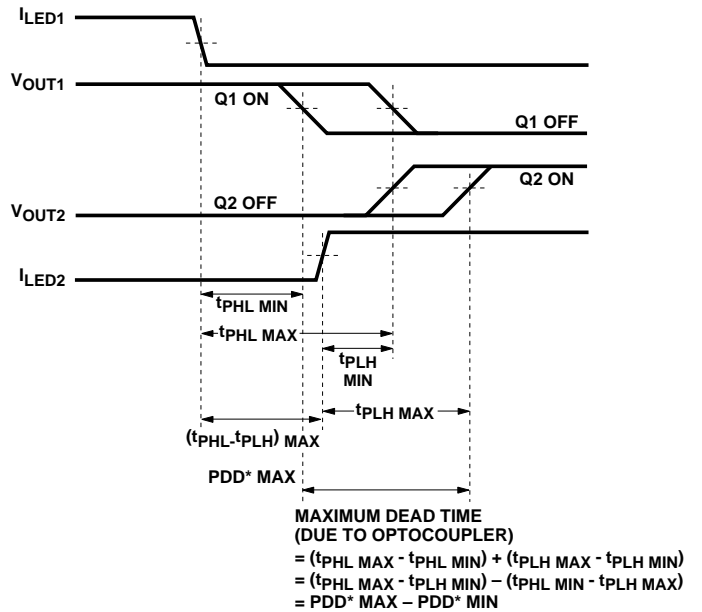 ILED1
VOUT1
Q1 ON
Q1 OFF
Q2 ON
Q2 OFF
VOUT2
ILED2
tPHL MIN
tPHL MAX
tPLH
MIN
tPLH MAX
(tPHL-tPLH) MAX
PDD* MAX
MAXIMUM DEAD TIME
(DUE TO OPTOCOUPLER)
= (tPHL MAX - tPHL MIN) + (tPLH MAX - tPLH MIN)
= (tPHL MAX - tPLH MIN) – (tPHL MIN - tPLH MAX)
= PDD* MAX – PDD* MIN